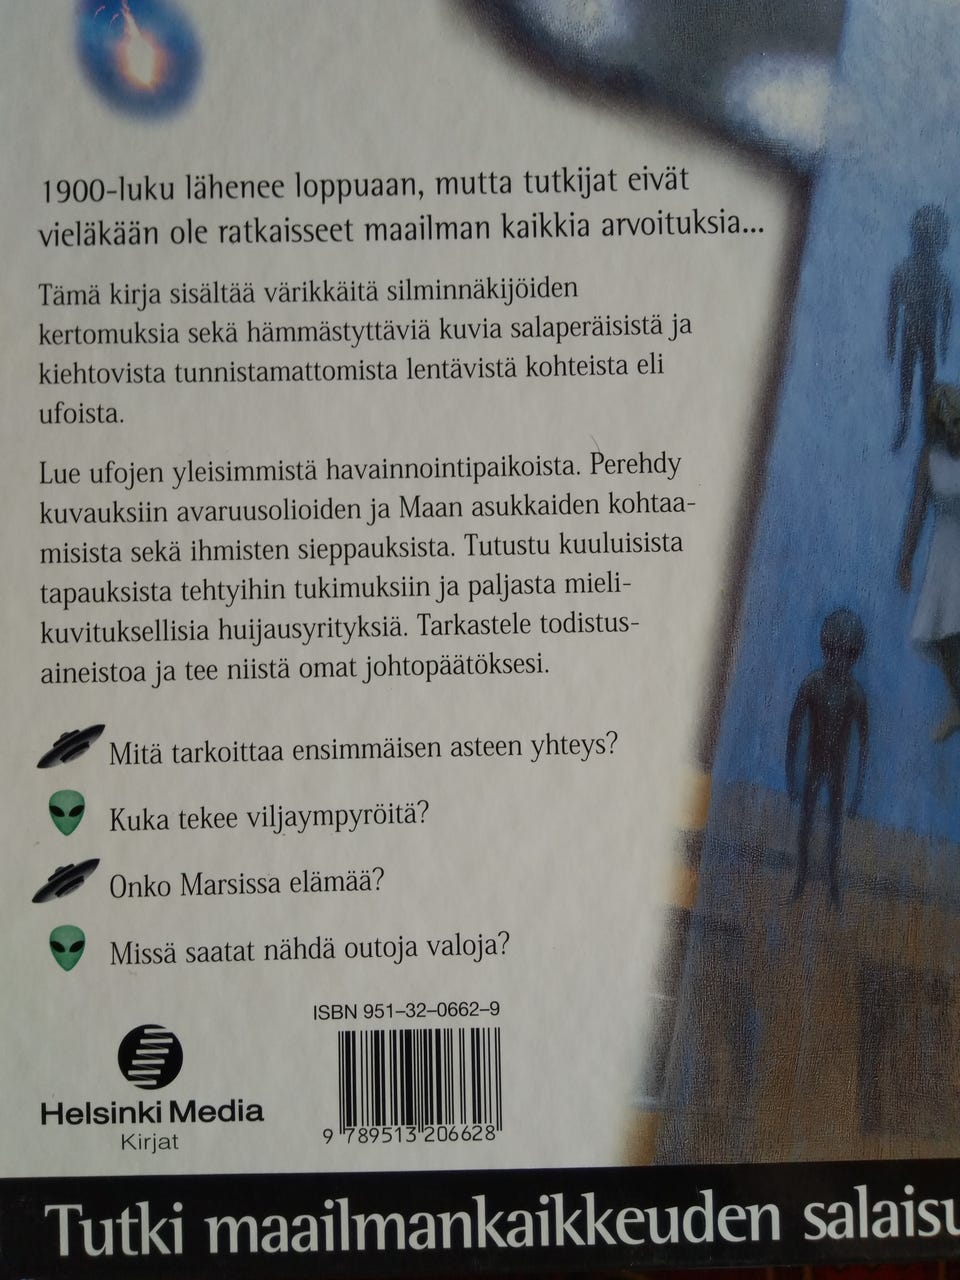 1900-luku lähenee loppuaan, mutta tutkijat eivät
vieläkään ole ratkaisseet maailman kaikkia arvoituksia...
Tämä kirja sisältää värikkäitä silminnäkijöiden
kertomuksia sekä hämmästyttäviä kuvia salaperäisistä ja
kiehtovista tunnistamattomista lentävistä kohteista eli
ufoista.
Lue ufojen yleisimmistä havainnointipaikoista. Perehdy
kuvauksiin avaruusolioiden ja Maan asukkaiden kohtaa-
misista sekä ihmisten sieppauksista. Tutustu kuuluisista
tapauksista tehtyihin tukimuksiin ja paljasta mieli-
kuvituksellisia huijausyrityksiä. Tarkastele todistus-
aineistoa ja tee niistä omat johtopäätöksesi.
Mitä tarkoittaa ensimmäisen asteen yhteys?
Kuka tekee viljaympyröitä?
Onko Marsissa elämää?
Missä saatat nähdä outoja valoja?
ISBN 951-32-0662-9
9 789513 206628
Helsinki Media
Kirjat
Tutki maailmankaikkeuden salaisu